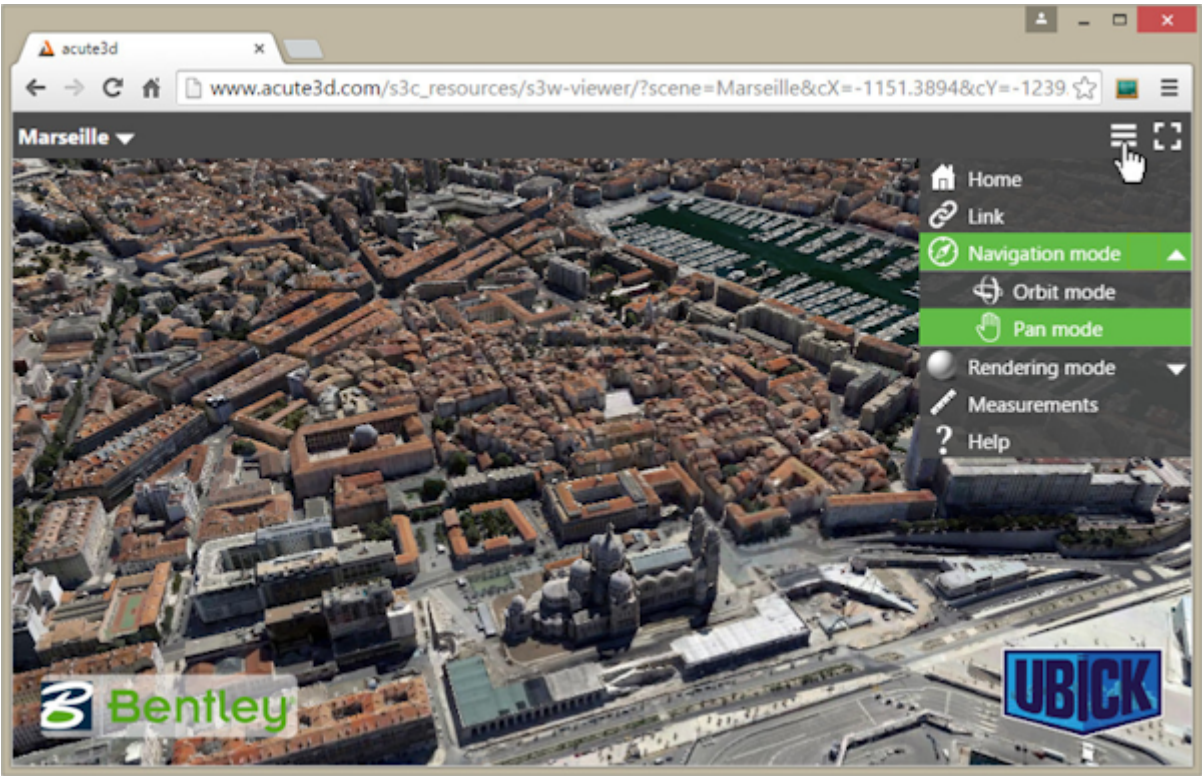 acute3d
www.acute3d.com/s3c_resources/s3w-viewer/?scene=Marseille&cX=-1151.3894&cY=-1239.
Marseille
Home
Link
Navigation mode
Orbit mode
Pan mode
Rendering mode
Measurements
? Help
B Bentley
UBICK